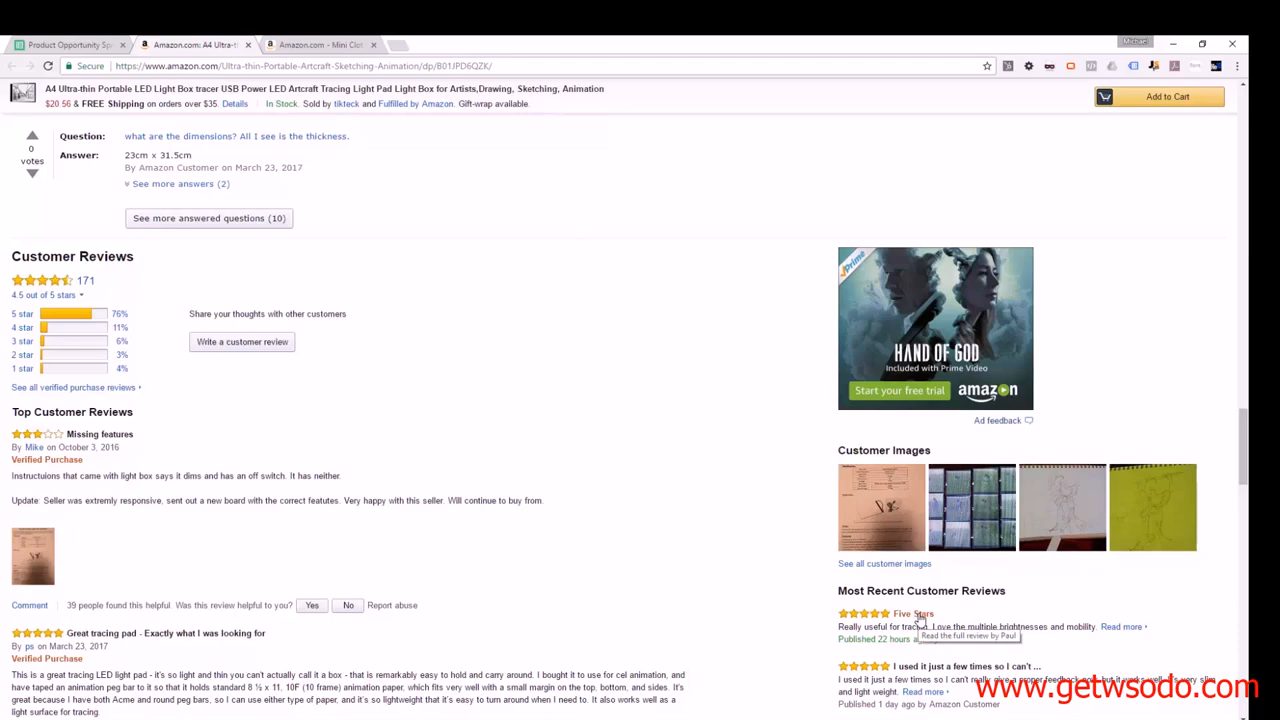 Product Opportunity Sp
Amazon.com: A4 Ultra-t
Amazon.com - Mini Clo
Michael
Secure
https://www.amazon.com/Ultra-thin-Portable-Artcraft-Sketching-Animation/dp/B01JPD6QZK/
A4 Ultra-thin Portable LED Light Box tracer USB Power LED Artcraft Tracing Light Pad Light Box for Artists,Drawing, Sketching, Animation
$20.56 & FREE Shipping on orders over $35 Details In Stock. Sold by tikteck and Fulfilled by Amazon. Gift-wrap available.
Add to Cart
0
votes
Question: what are the dimensions? All I see is the thickness.
Answer: 23cm x 31.5cm
By Amazon Customer on March 23, 2017
See more answers (2)
See more answered questions (10)
Customer Reviews
171
4.5 out of 5 stars
5 star 76%
4 star 11%
3 star 6%
2 star 3%
1 star 4%
Share your thoughts with other customers
Write a customer review
See all verified purchase reviews
Top Customer Reviews
Missing features
By Mike on October 3, 2016
Verified Purchase
Instructuions that came with light box says it dims and has an off switch. It has neither.
Update: Seller was extremly responsive, sent out a new board with the correct featutes. Very happy with this seller. Will continue to buy from.
Comment 39 people found this helpful. Was this review helpful to you? Yes No Report abuse
Great tracing pad - Exactly what I was looking for
By ps on March 23, 2017
Verified Purchase
This is a great tracing LED light pad - it's so light and thin you can't actually call it a box - that is remarkably easy to hold and carry around. I bought it to use for cel animation, and
have taped an animation peg bar to it so that it holds standard 8 ½ x 11, 10F (10 frame) animation paper, which fits very well with a small margin on the top, bottom, and sides. It's
great because I have both Acme and round peg bars, so I can use either type of paper, and it's so lightweight that it's easy to turn around when I need to. It also works well as a
light surface for tracing.
Prime
HAND OF GOD
Included with Prime Video
Start your free trial
amazon
Ad feedback
Customer Images
See all customer images
Most Recent Customer Reviews
Five Stars
Really useful for tracing. Love the multiple brightnesses and mobility. Read more
Published 22 hours a
Read the full review by Paul
I used it just a few times so I can't ...
I used it just a few times so I can't really give a proper feedback
and light weight. Read more
Published 1 day ago by Amazon Customer
www.getwsodo.com